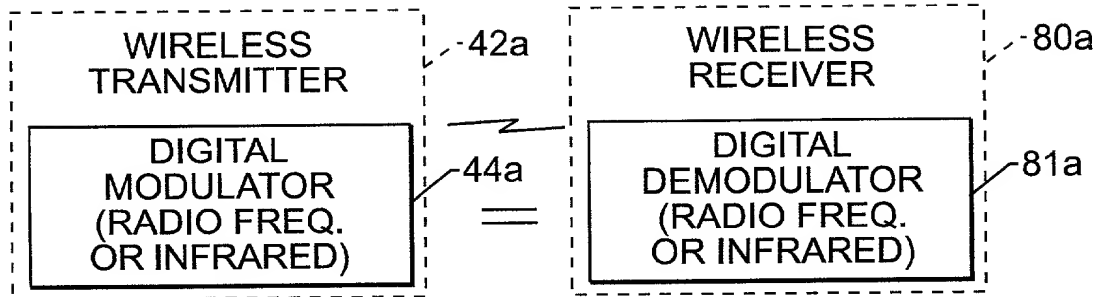 WIRELESS
TRANSMITTER
42a
DIGITAL
MODULATOR
(RADIO FREQ.
OR INFRARED)
44a
WIRELESS
RECEIVER
80a
DIGITAL
DEMODULATOR
(RADIO FREQ.
OR INFRARED)
81a